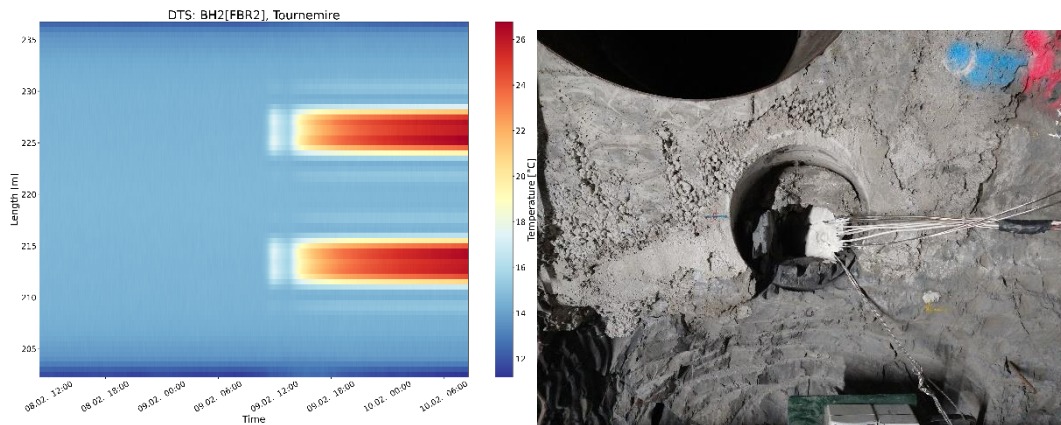 DTS: BH2[FBR2], Tournemire
235
230
225
220
215
210
205
Length [m]
08.02. - 12:00
08.02. - 18:00
09.02. - 00:00
09.02. - 06:00
09.02. - 12:00
09.02. - 18:00
10.02. - 00:00
10.02. - 06:00
Time
26
24
22
20
18
16
14
12
Temperature [°C]